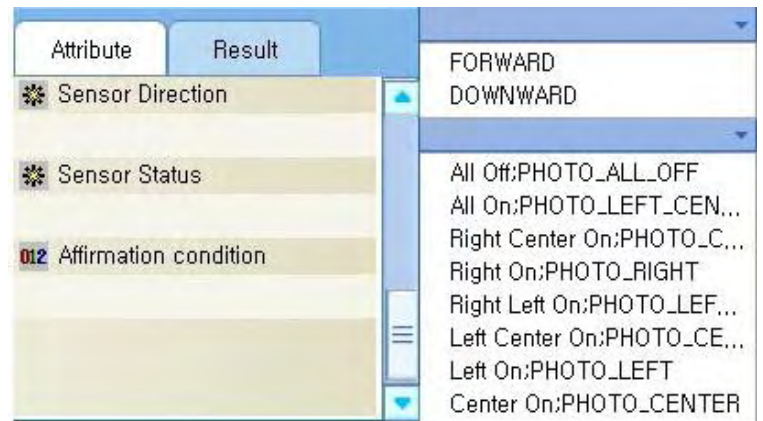 Attribute
Result
Sensor Direction
Sensor Status
012 Affirmation condition
FORWARD
DOWNWARD
All Off;PHOTO_ALL_OFF
All On;PHOTO_LEFT_CEN...
Right Center On;PHOTO_C...
Right On;PHOTO_RIGHT
Right Left On;PHOTO_LEF...
Left Center On;PHOTO_CE...
Left On;PHOTO_LEFT
Center On;PHOTO_CENTER